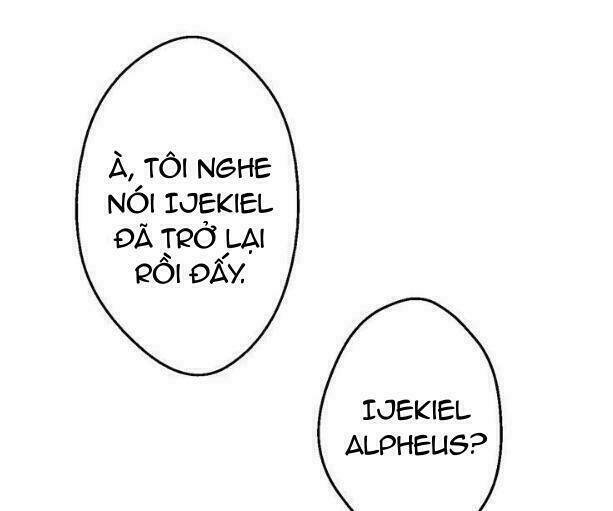 À, TÔI NGHE
NÓI IJEKIEL
ĐÃ TRỞ LẠI
RỒI ĐẤY.
IJEKIEL
ALPHEUS?